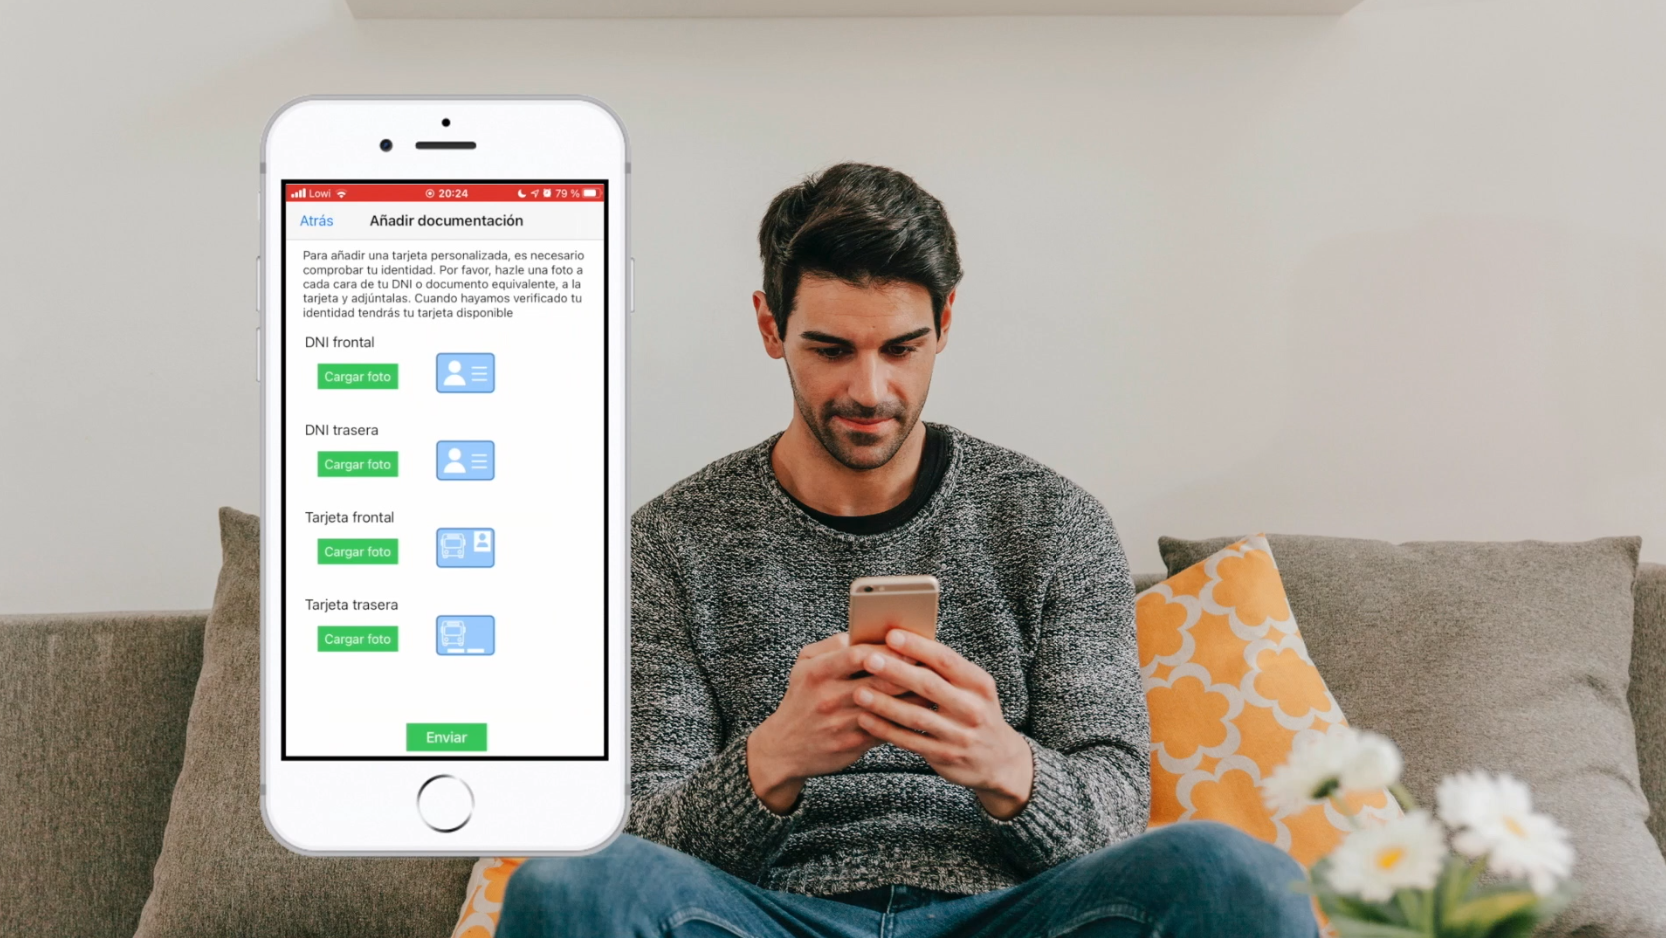 Lowi 20:24 79 %
Atrás Añadir documentación
Para añadir una tarjeta personalizada, es necesario
comprobar tu identidad. Por favor, hazle una foto a
cada cara de tu DNI o documento equivalente, a la
tarjeta y adjúntalas. Cuando hayamos verificado tu
identidad tendrás tu tarjeta disponible
DNI frontal
Cargar foto
DNI trasera
Cargar foto
Tarjeta frontal
Cargar foto
Tarjeta trasera
Cargar foto
Enviar